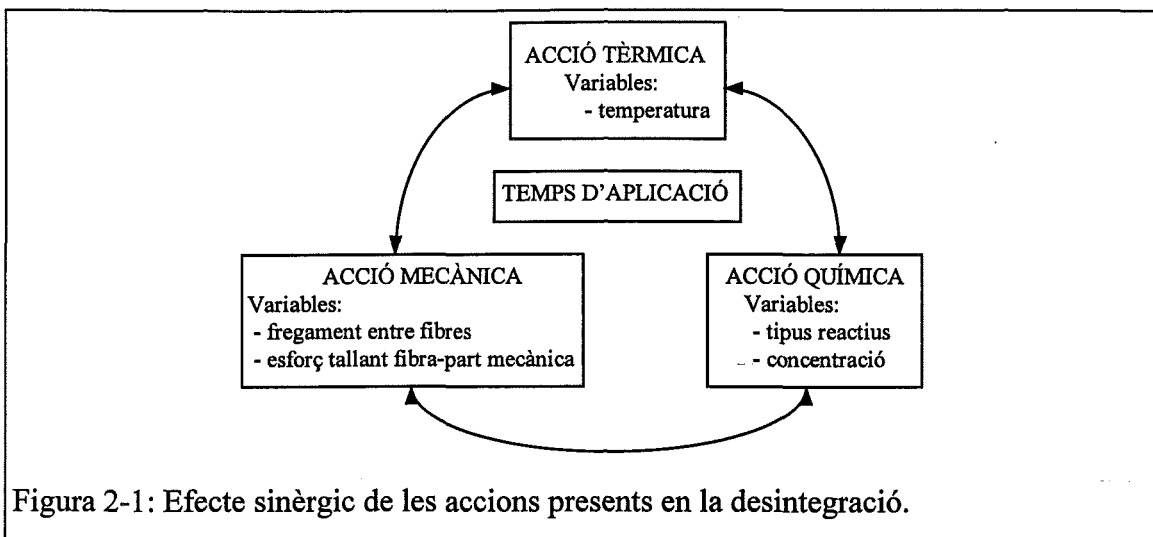 ACCIÓ TÈRMICA
Variables:
- temperatura
TEMPS D'APLICACIÓ
ACCIÓ MECÀNICA
Variables:
- fregament entre fibres
- esforç tallant fibra-part mecànica
ACCIÓ QUÍMICA
Variables:
- tipus reactius
- concentració
Figura 2-1: Efecte sinèrgic de les accions presents en la desintegració.